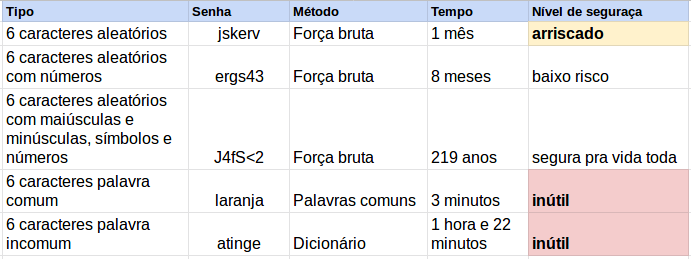 Tipo Senha Método Tempo Nível de seguraça
6 caracteres aleatórios jskerv Força bruta 1 mês arriscado
6 caracteres aleatórios
com números ergs43 Força bruta 8 meses baixo risco
6 caracteres aleatórios
com maiúsculas e
minúsculas, símbolos e
números J4fS<2 Força bruta 219 anos segura pra vida toda
6 caracteres palavra
comum laranja Palavras comuns 3 minutos inútil
6 caracteres palavra 1 hora e 22
incomum atinge Dicionário minutos inútil